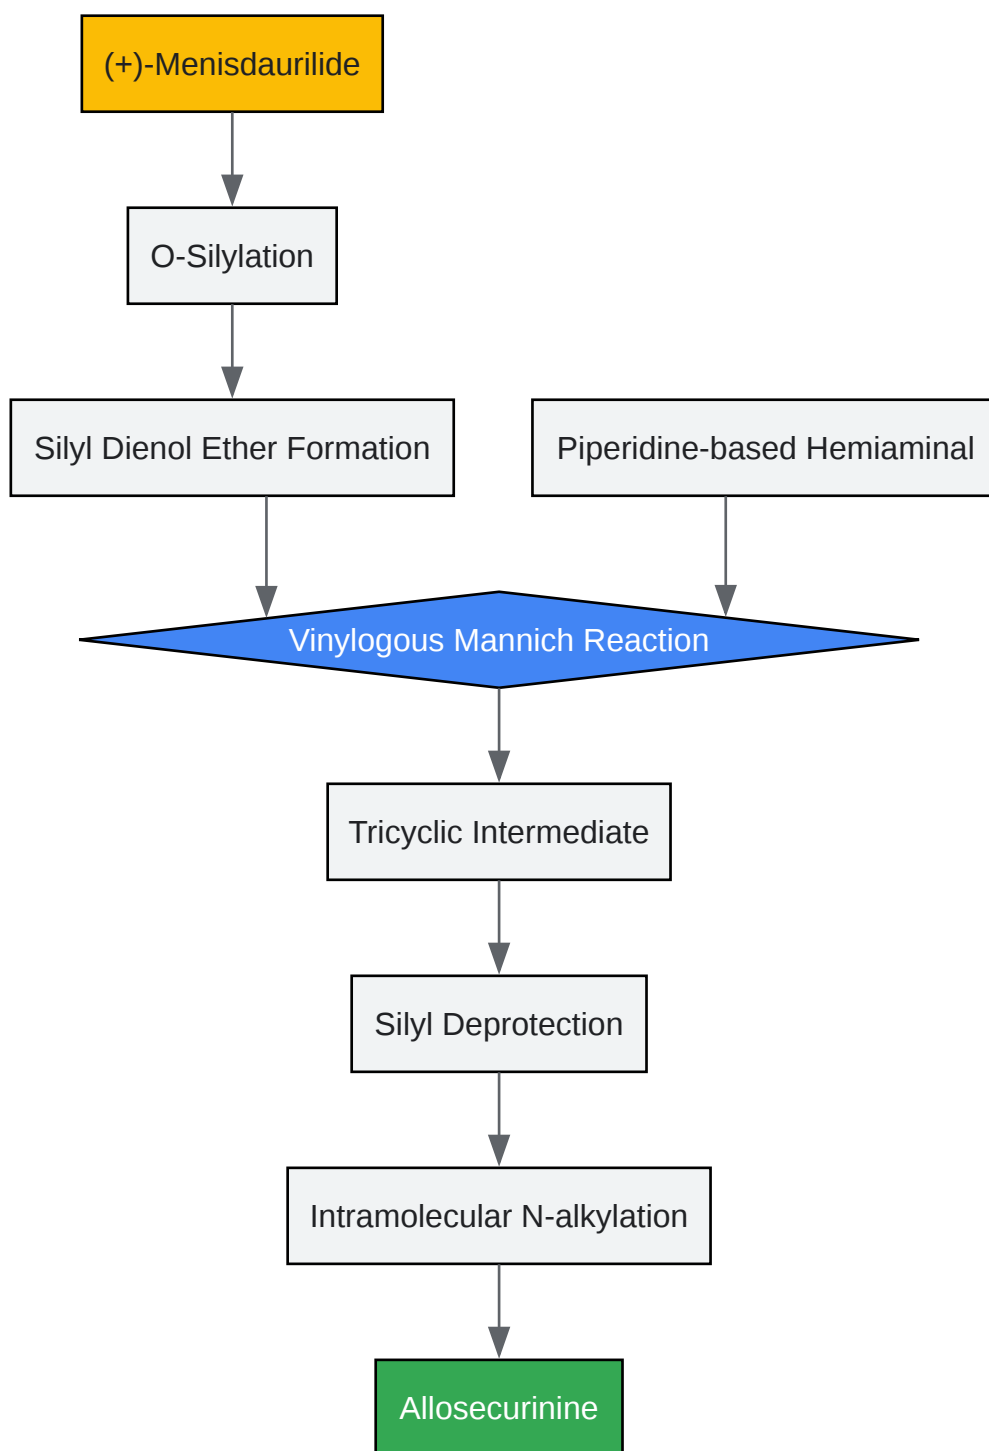 (+)-Menisdaurilide
O-Silylation
Silyl Dienol Ether Formation
Piperidine-based Hemiaminal
Vinylogous Mannich Reaction
Tricyclic Intermediate
Silyl Deprotection
Intramolecular N-alkylation
Allosecurinine